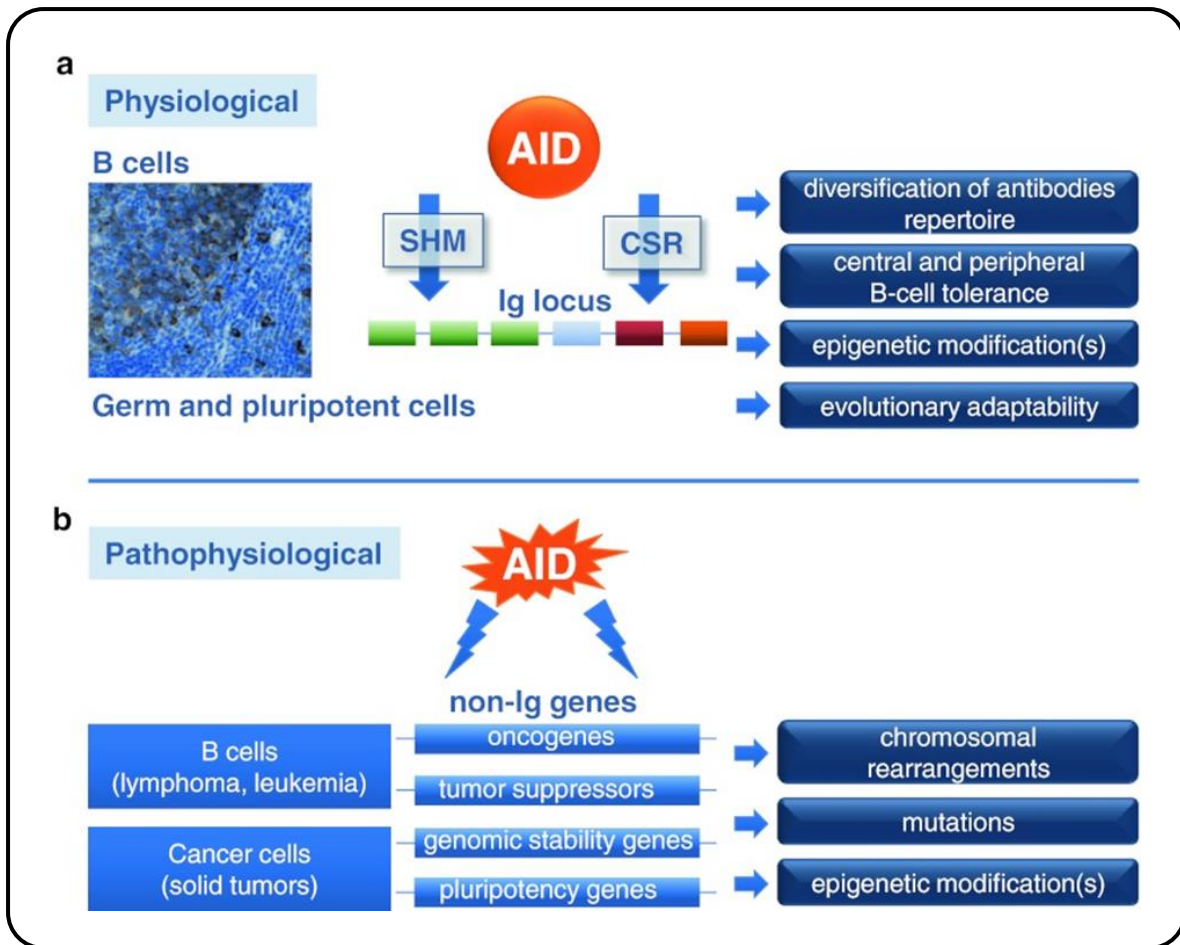 a
Physiological
B cells
AID
SHM
CSR
Ig locus
diversification of antibodies
repertoire
central and peripheral
B-cell tolerance
epigenetic modification(s)
Germ and pluripotent cells
evolutionary adaptability
b
Pathophysiological
AID
non-Ig genes
B cells
(lymphoma, leukemia)
Cancer cells
(solid tumors)
oncogenes
tumor suppressors
genomic stability genes
pluripotency genes
chromosomal
rearrangements
mutations
epigenetic modification(s)